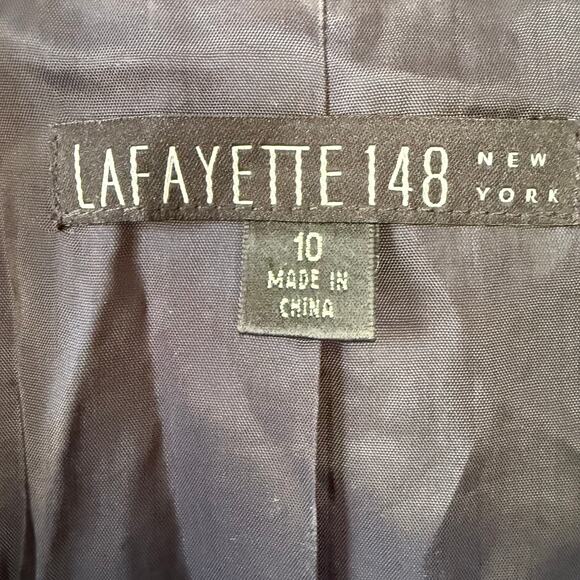 LAFAYETTE 148 NEW YORK
10
MADE IN
CHINA